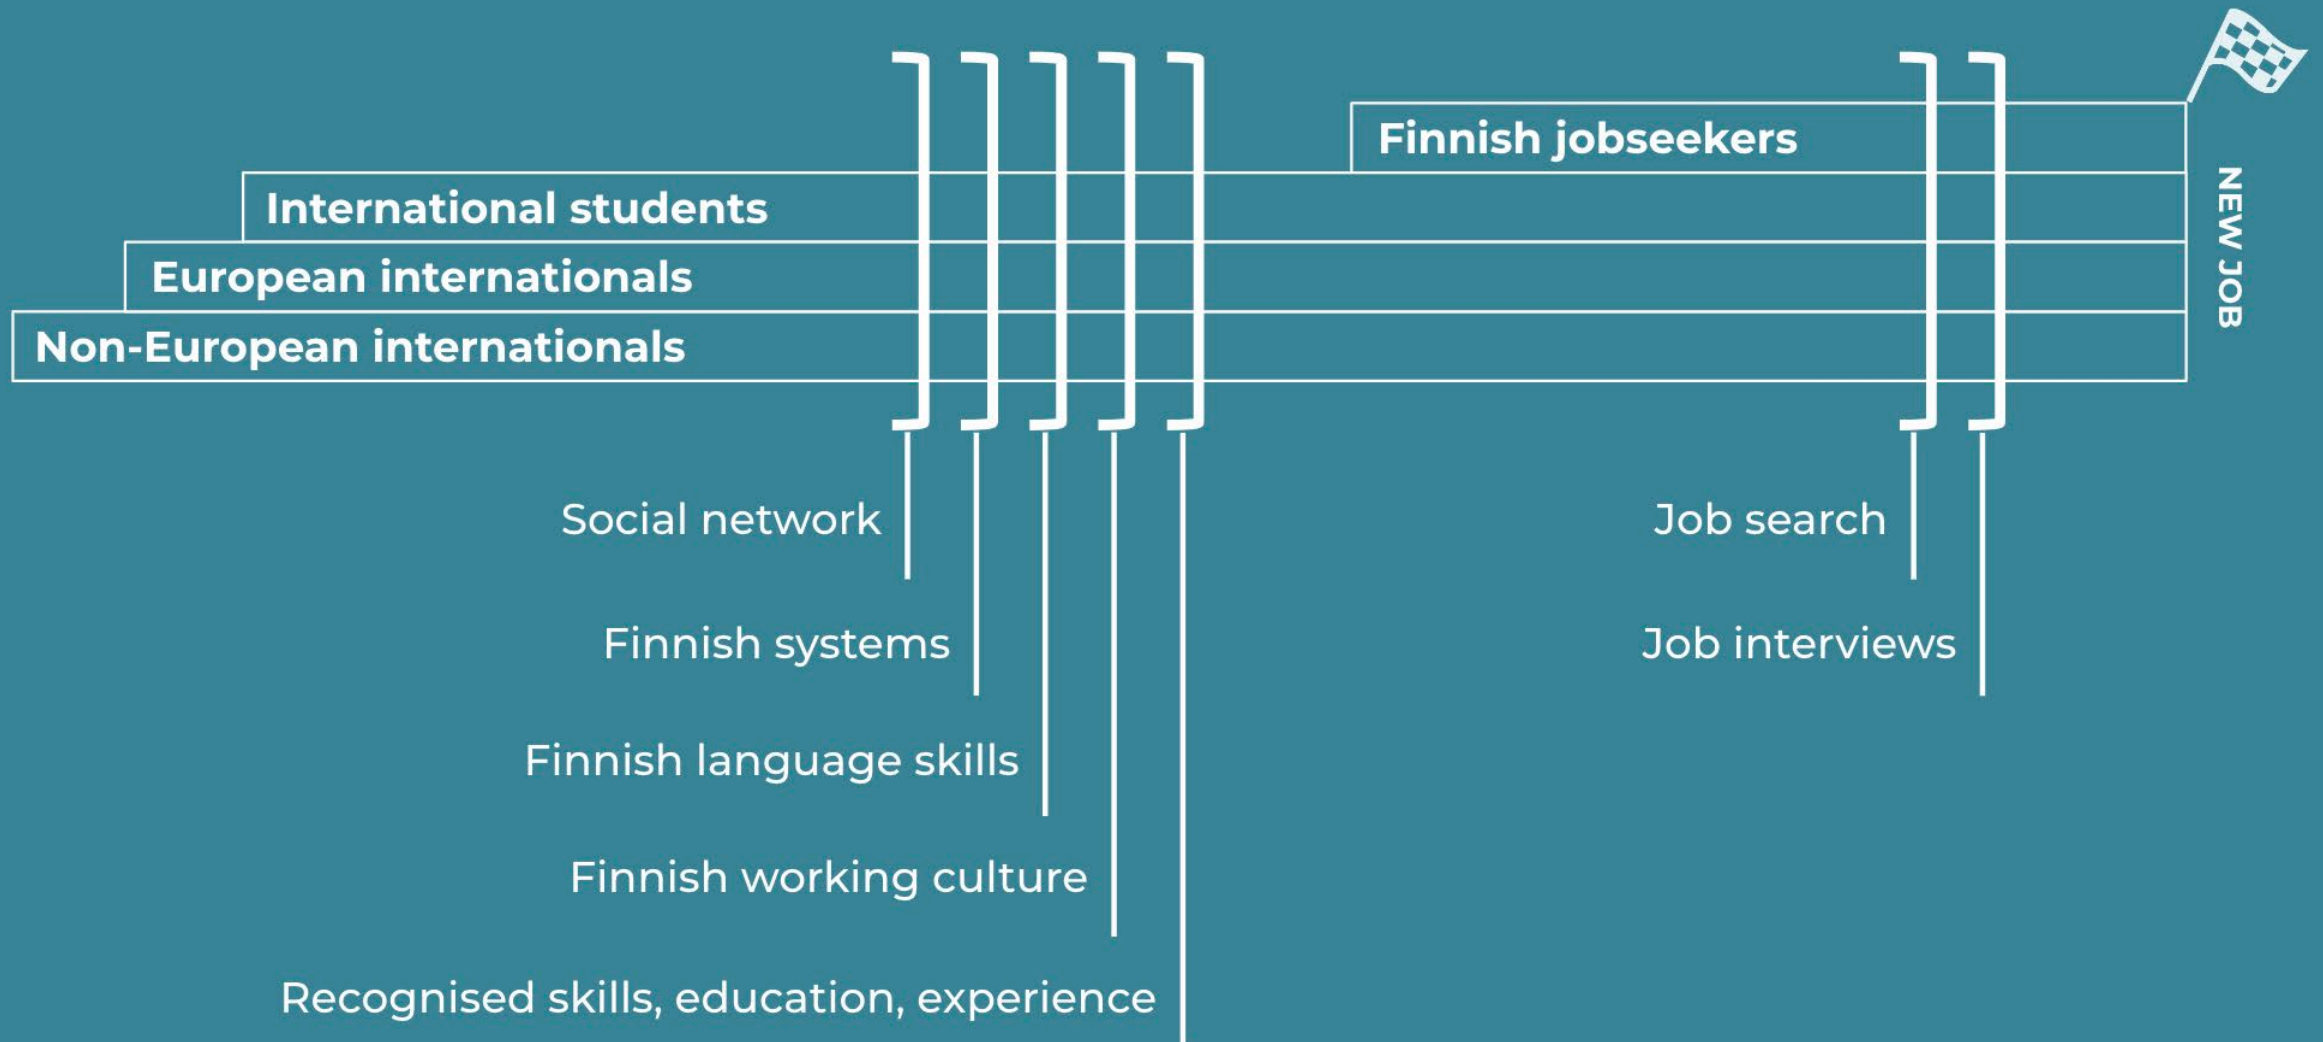 Finnish jobseekers
International students
European internationals
Non-European internationals
NEW JOB
Social network
Finnish systems
Finnish language skills
Finnish working culture
Recognised skills, education, experience
Job search
Job interviews